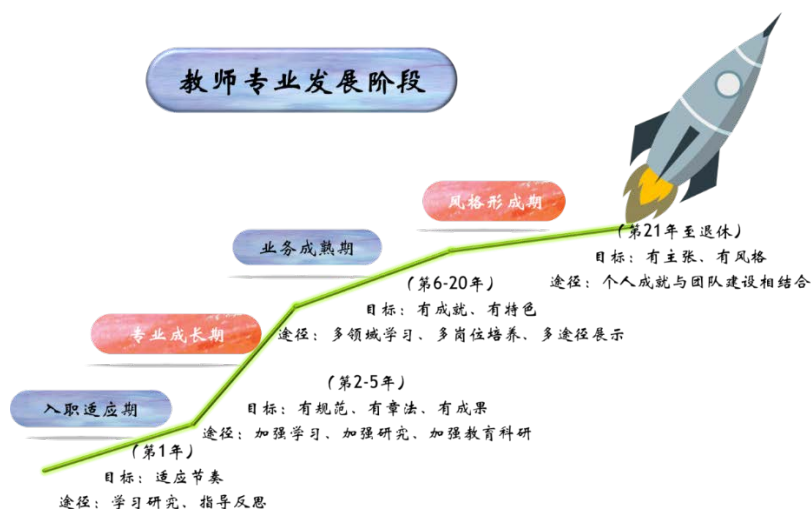 教师专业发展阶段
风格形成期
(第21年至退休)
目标：有主张、有风格
途径：个人成就与团队建设相结合
业务成熟期
(第6-20年)
目标：有成就、有特色
途径：多领域学习、多岗位培养、多途径展示
专业成长期
(第2-5年)
目标：有规范、有章法、有成果
途径：加强学习、加强研究、加强教育科研
入职适应期
(第1年)
目标：适应节奏
途径：学习研究、指导反思